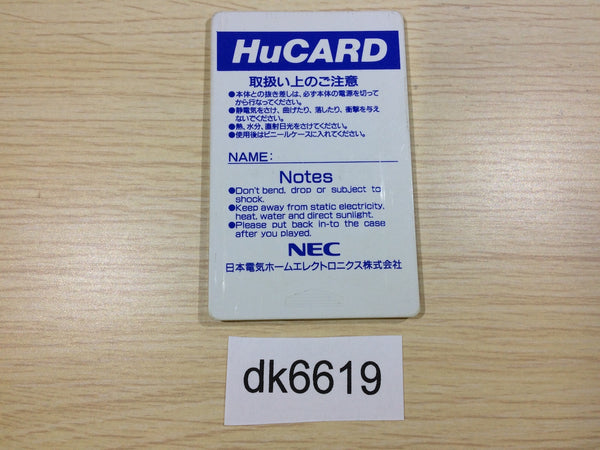 HuCARD
取扱い上のご注意
●本体との抜き差しは、必ず本体の電源を切って
から行なってください。
●静電気をさけ、曲げたり、落したり、衝撃を与え
ないでください。
●熱、水分、直射日光をさけてください。
●使用後はビニールケースに入れてください。
NAME:
Notes
●Don't bend, drop or subject to
shock.
●Keep away from static electricity,
heat, water and direct sunlight.
●Please put back in-to the case
after you played.
NEC
日本電気ホームエレクトロニクス株式会社
dk6619